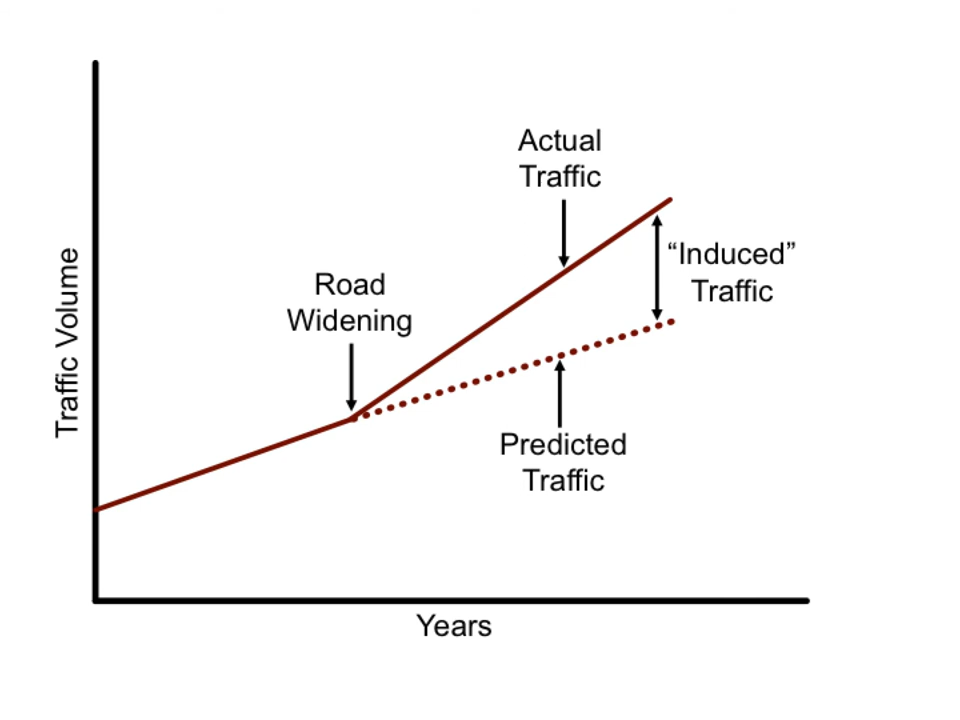 Actual
Traffic
“Induced”
Traffic
Road
Widening
Traffic Volume
Predicted
Traffic
Years